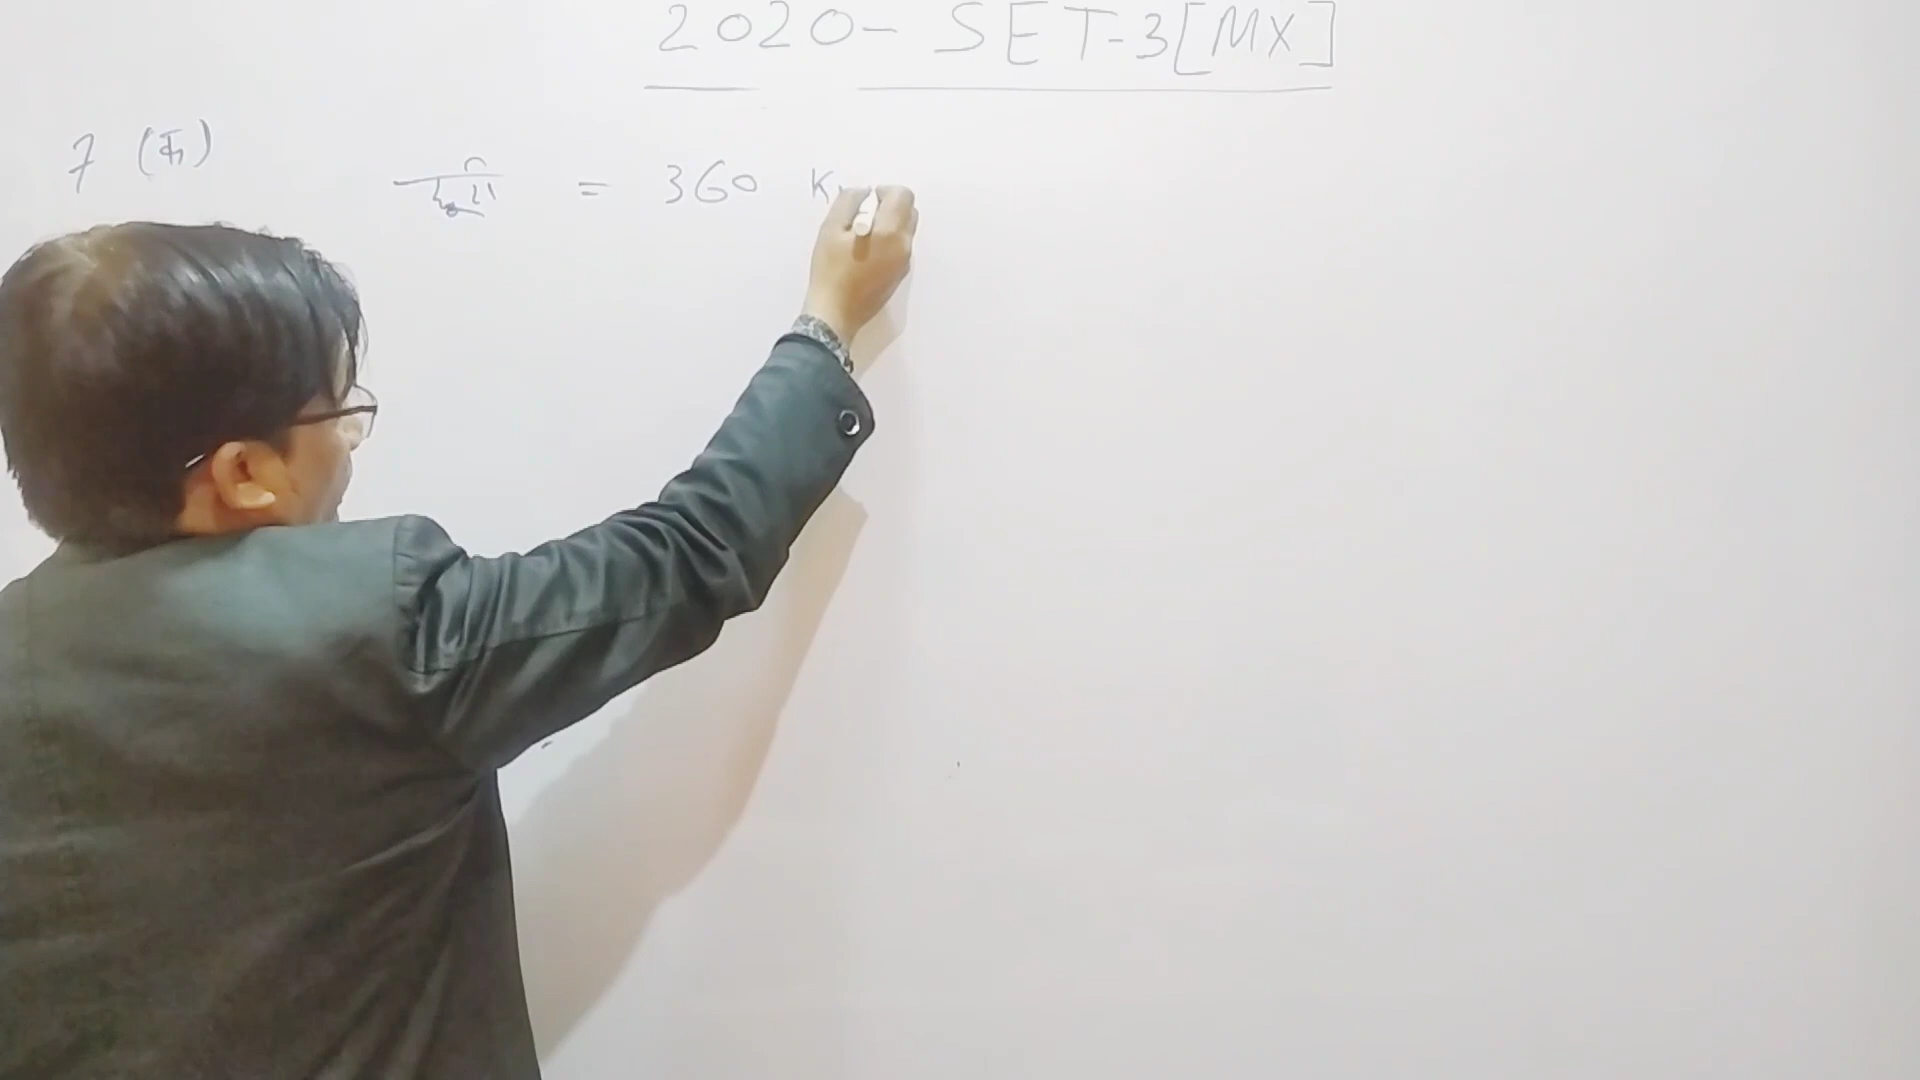 2020- SET-3[MX]
7 (क)
= 360 K